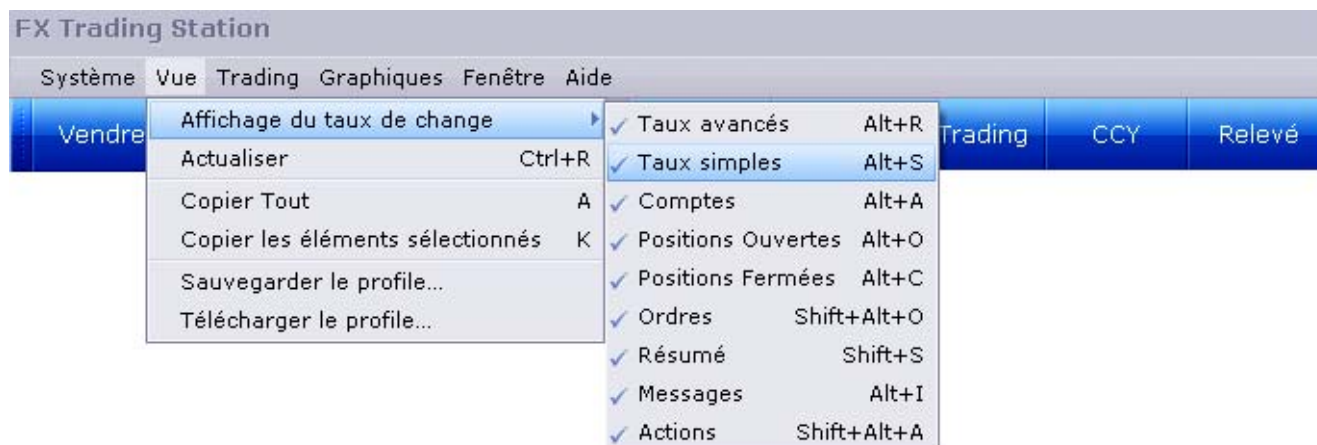 FX Trading Station
Système Vue Trading Graphiques Fenêtre Aide
Vendre Trading CCY Relevé
Affichage du taux de change
Actualiser Ctrl+R
Copier Tout A
Copier les éléments sélectionnés K
Sauvegarder le profile...
Télécharger le profile...
Taux avancés Alt+R
Taux simples Alt+S
Comptes Alt+A
Positions Ouvertes Alt+O
Positions Fermées Alt+C
Ordres Shift+Alt+O
Résumé Shift+S
Messages Alt+I
Actions Shift+Alt+A